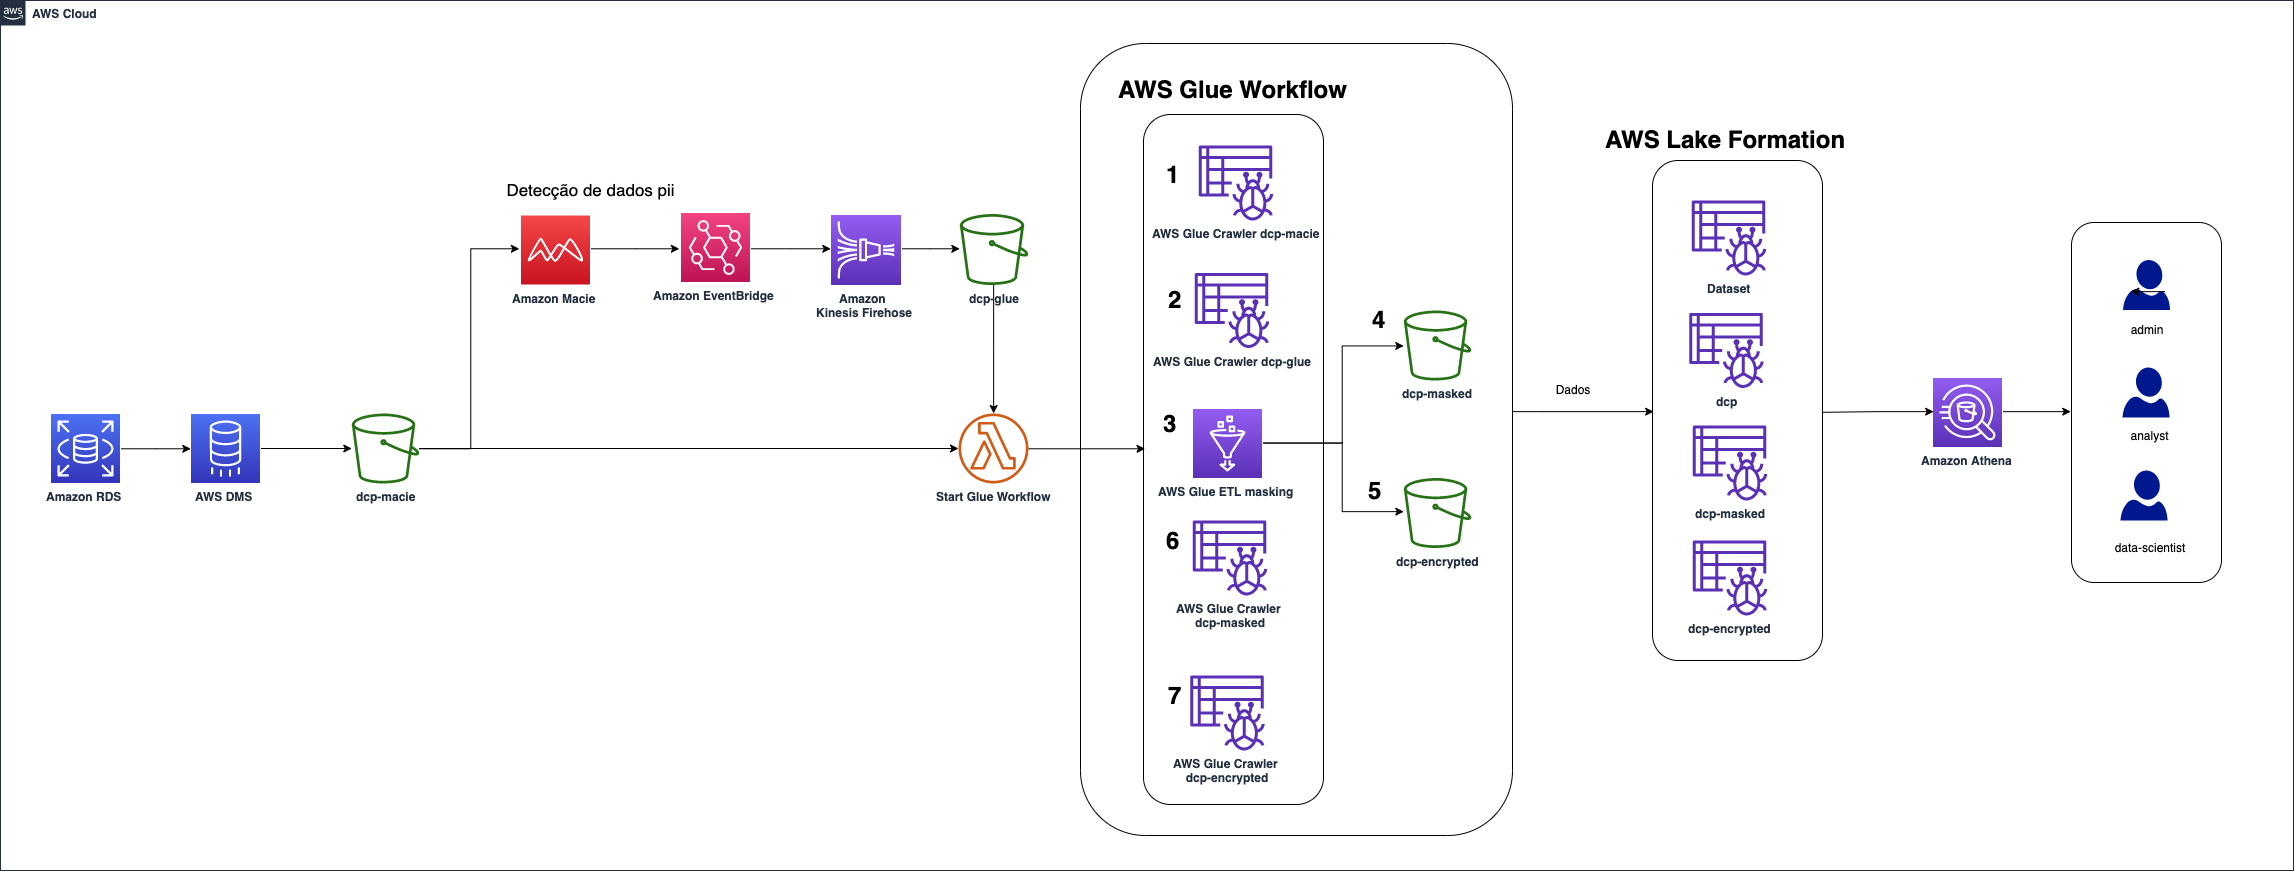 aws
AWS Cloud
AWS Glue Workflow
AWS Lake Formation
Detecção de dados pii
Amazon Macie
Amazon EventBridge
Amazon
Kinesis Firehose
dcp-glue
Amazon RDS
AWS DMS
dcp-macie
Start Glue Workflow
1
AWS Glue Crawler dcp-macie
2
AWS Glue Crawler dcp-glue
3
AWS Glue ETL masking
4
dcp-masked
5
dcp-encrypted
6
AWS Glue Crawler
dcp-masked
7
AWS Glue Crawler
dcp-encrypted
Dados
Dataset
dcp
dcp-masked
dcp-encrypted
Amazon Athena
admin
analyst
data-scientist